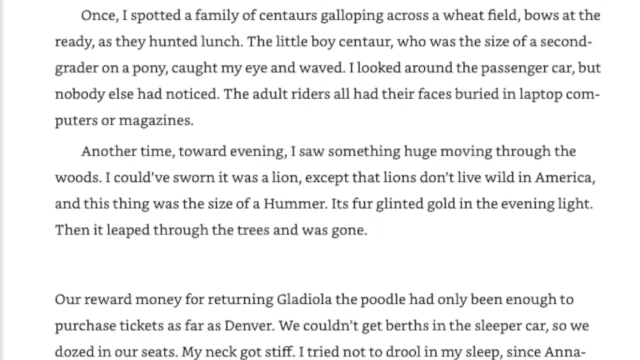 Once, I spotted a family of centaurs galloping across a wheat field, bows at the
ready, as they hunted lunch. The little boy centaur, who was the size of a second-
grader on a pony, caught my eye and waved. I looked around the passenger car, but
nobody else had noticed. The adult riders all had their faces buried in laptop com-
puters or magazines.
Another time, toward evening, I saw something huge moving through the
woods. I could’ve sworn it was a lion, except that lions don’t live wild in America,
and this thing was the size of a Hummer. Its fur glinted gold in the evening light.
Then it leaped through the trees and was gone.
Our reward money for returning Gladiola the poodle had only been enough to
purchase tickets as far as Denver. We couldn’t get berths in the sleeper car, so we
dozed in our seats. My neck got stiff. I tried not to drool in my sleep, since Anna-